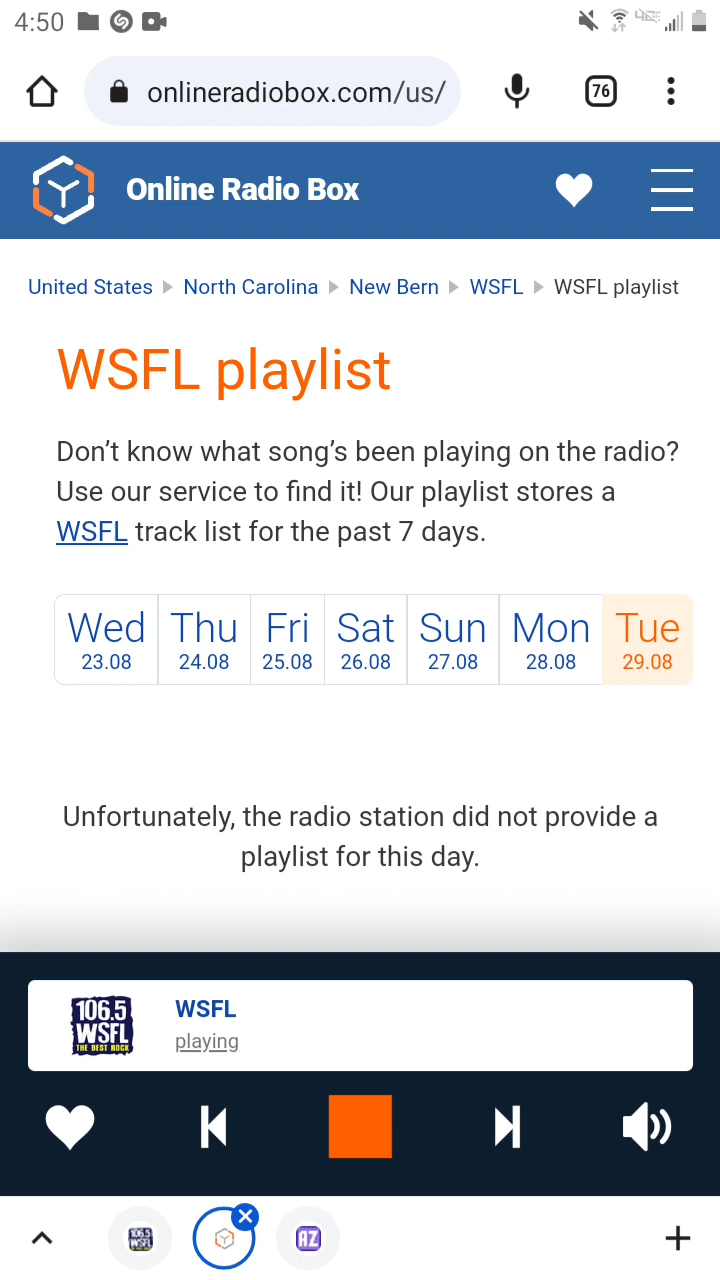 4:50
onlineradiobox.com/us/
76
Online Radio Box
United States North Carolina New Bern WSFL WSFL playlist
WSFL playlist
Don't know what song's been playing on the radio?
Use our service to find it! Our playlist stores a
WSFL track list for the past 7 days.
Wed Thu Fri Sat Sun Mon Tue
23.08 24.08 25.08 26.08 27.08 28.08 29.08
Unfortunately, the radio station did not provide a
playlist for this day.
106.5
WSFL
THE BEST ROCK
WSFL
playing
106.5
WSFL
AZ